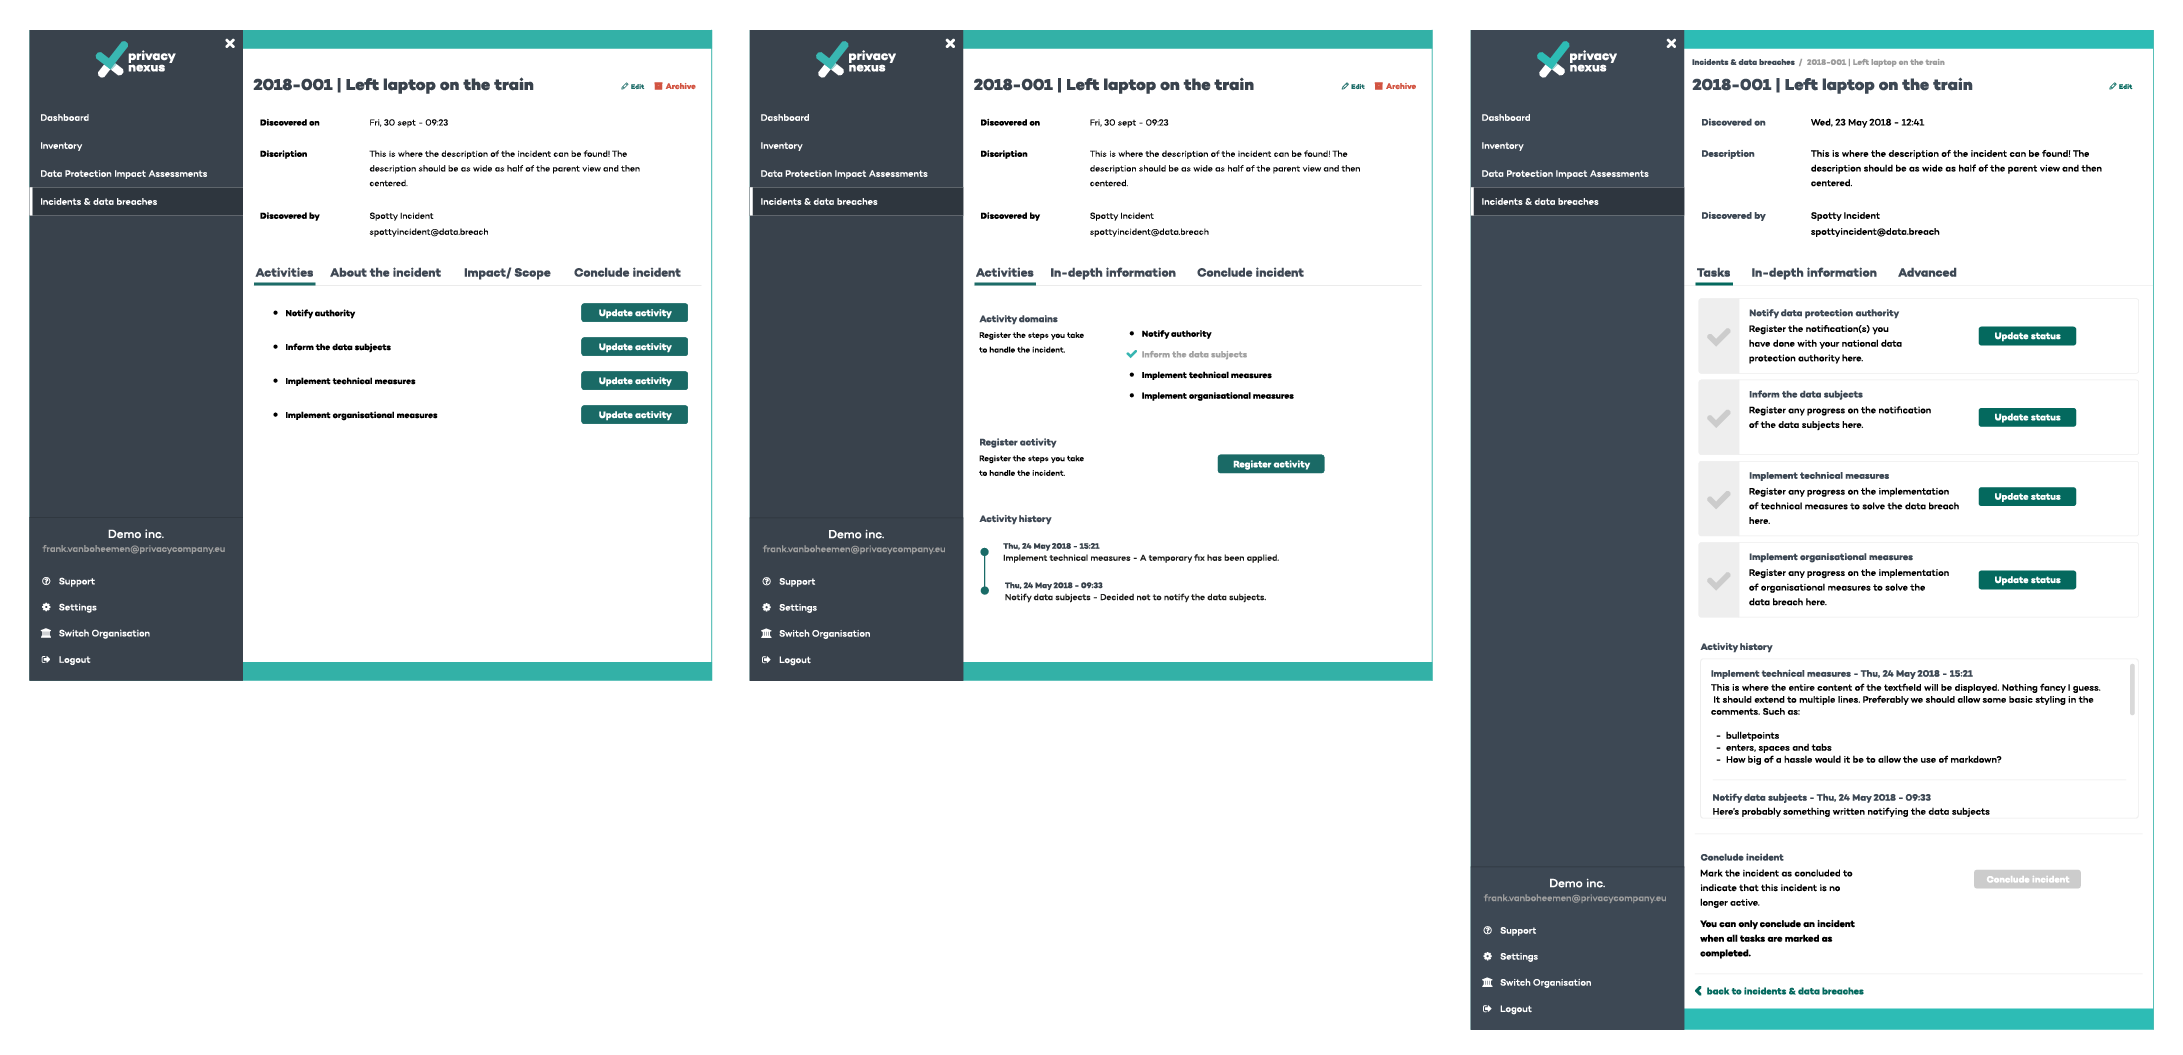 privacy
nexus
Dashboard
Inventory
Data Protection Impact Assessments
Incidents & data breaches
Demo inc.
frank.vanboheemen@privacycompany.eu
Support
Settings
Switch Organisation
Logout
2018-001 | Left laptop on the train
Edit Archive
Discovered on Fri, 30 sept - 09:23
Discription This is where the description of the incident can be found! The
description should be as wide as half of the parent view and then
centered.
Discovered by Spotty Incident
spottyincident@data.breach
Activities About the incident Impact/ Scope Conclude incident
Notify authority Update activity
Inform the data subjects Update activity
Implement technical measures Update activity
Implement organisational measures Update activity
privacy
nexus
Dashboard
Inventory
Data Protection Impact Assessments
Incidents & data breaches
Demo inc.
frank.vanboheemen@privacycompany.eu
Support
Settings
Switch Organisation
Logout
2018-001 | Left laptop on the train
Edit Archive
Discovered on Fri, 30 sept - 09:23
Discription This is where the description of the incident can be found! The
description should be as wide as half of the parent view and then
centered.
Discovered by Spotty Incident
spottyincident@data.breach
Activities In-depth information Conclude incident
Activity domains
Register the steps you take
to handle the incident.
Notify authority
Inform the data subjects
Implement technical measures
Implement organisational measures
Register activity
Register the steps you take
to handle the incident.
Register activity
Activity history
Thu, 24 May 2018 - 15:21
Implement technical measures - A temporary fix has been applied.
Thu, 24 May 2018 - 09:33
Notify data subjects - Decided not to notify the data subjects.
privacy
nexus
Dashboard
Inventory
Data Protection Impact Assessments
Incidents & data breaches
Demo inc.
frank.vanboheemen@privacycompany.eu
Support
Settings
Switch Organisation
Logout
Incidents & data breaches / 2018-001 | Left laptop on the train
2018-001 | Left laptop on the train
Edit
Discovered on Wed, 23 May 2018 - 12:41
Description This is where the description of the incident can be found! The
description should be as wide as half of the parent view and then
centered.
Discovered by Spotty Incident
spottyincident@data.breach
Tasks In-depth information Advanced
Notify data protection authority
Register the notification(s) you
have done with your national data
protection authority here.
Update status
Inform the data subjects
Register any progress on the notification
of the data subjects here.
Update status
Implement technical measures
Register any progress on the implementation
of technical measures to solve the data breach
here.
Update status
Implement organisational measures
Register any progress on the implementation
of organisational measures to solve the
data breach here.
Update status
Activity history
Implement technical measures - Thu, 24 May 2018 - 15:21
This is where the entire content of the textfield will be displayed. Nothing fancy I guess.
It should extend to multiple lines. Preferably we should allow some basic styling in the
comments. Such as:
- bulletpoints
- enters, spaces and tabs
- How big of a hassle would it be to allow the use of markdown?
Notify data subjects - Thu, 24 May 2018 - 09:33
Here's probably something written notifying the data subjects
Conclude incident
Mark the incident as concluded to
indicate that this incident is no
longer active.
You can only conclude an incident
when all tasks are marked as
completed.
Conclude incident
back to incidents & data breaches